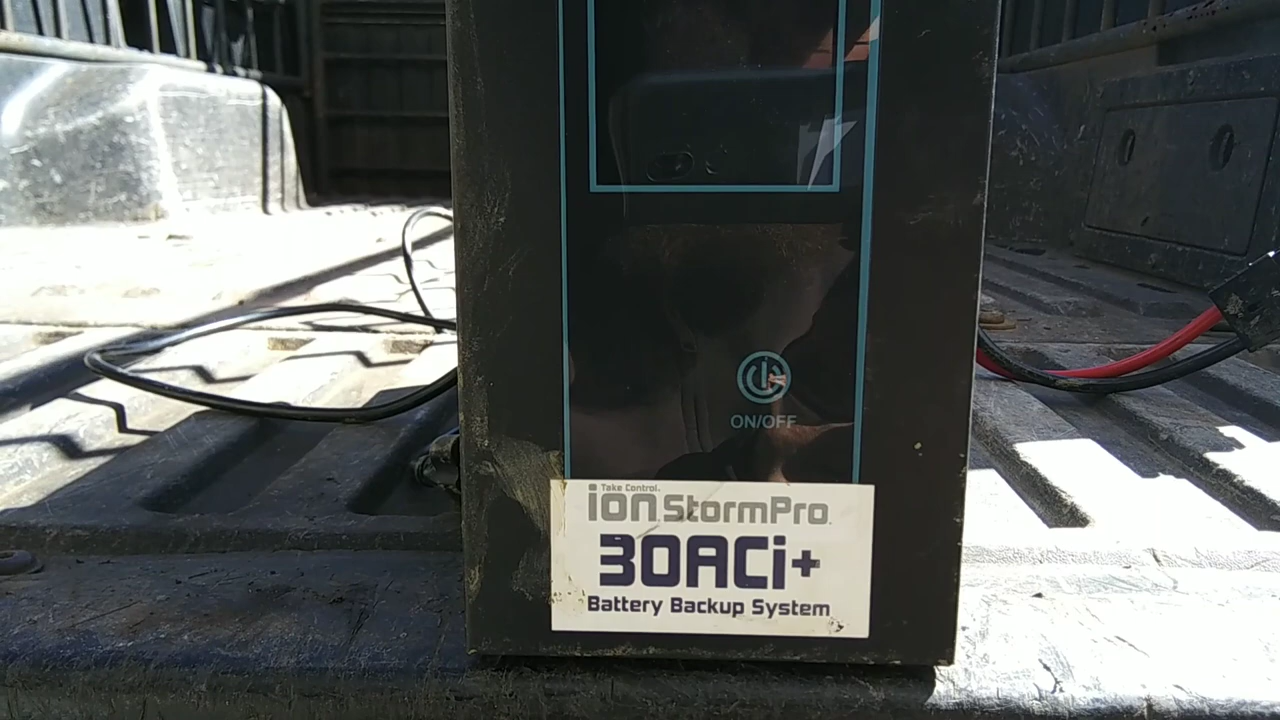 ON/OFF
Take Control.
ion StormPro
30ACi+
Battery Backup System